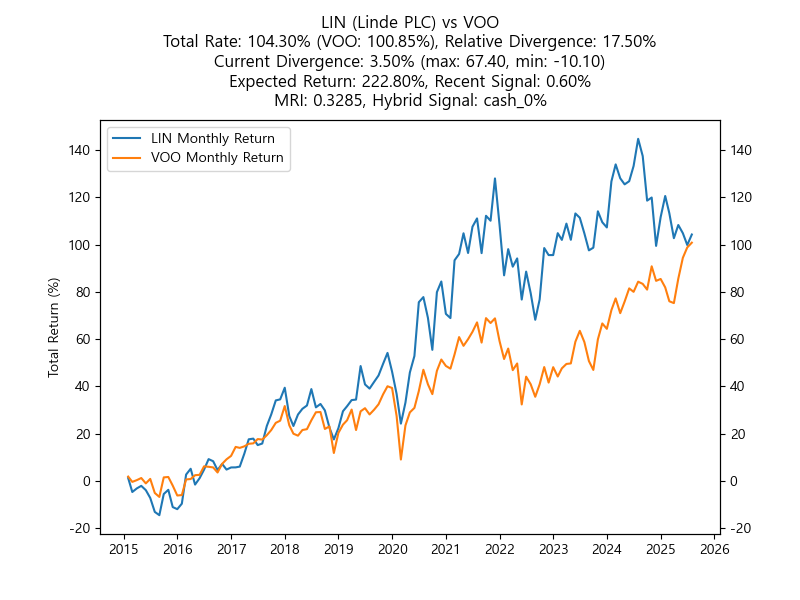 LIN (Linde PLC) vs VOO
Total Rate: 104.30% (VOO: 100.85%), Relative Divergence: 17.50%
Current Divergence: 3.50% (max: 67.40, min: -10.10)
Expected Return: 222.80%, Recent Signal: 0.60%
MRI: 0.3285, Hybrid Signal: cash_0%
LIN Monthly Return
VOO Monthly Return
Total Return (%)
140 140
120 120
100 100
80 80
60 60
40 40
20 20
0 0
-20 -20
2015 2016 2017 2018 2019 2020 2021 2022 2023 2024 2025 2026